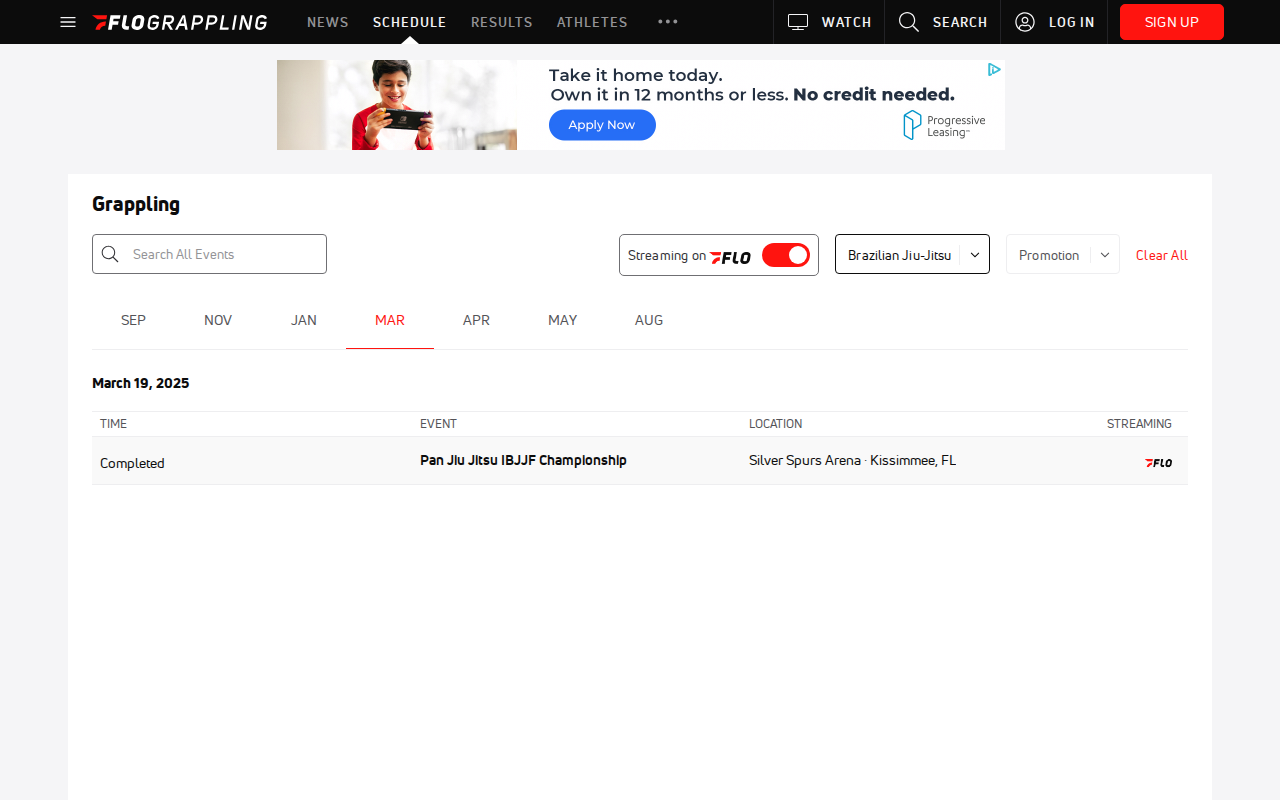 FLOGRAPPLING NEWS SCHEDULE RESULTS ATHLETES WATCH SEARCH LOG IN SIGN UP
Take it home today.
Own it in 12 months or less. No credit needed.
Apply Now
Progressive
Leasing
Grappling
Search All Events Streaming on FLO Brazilian Jiu-Jitsu Promotion Clear All
SEP NOV JAN MAR APR MAY AUG
March 19, 2025
TIME EVENT LOCATION STREAMING
Completed Pan Jiu Jitsu IBJJF Championship Silver Spurs Arena · Kissimmee, FL FLO